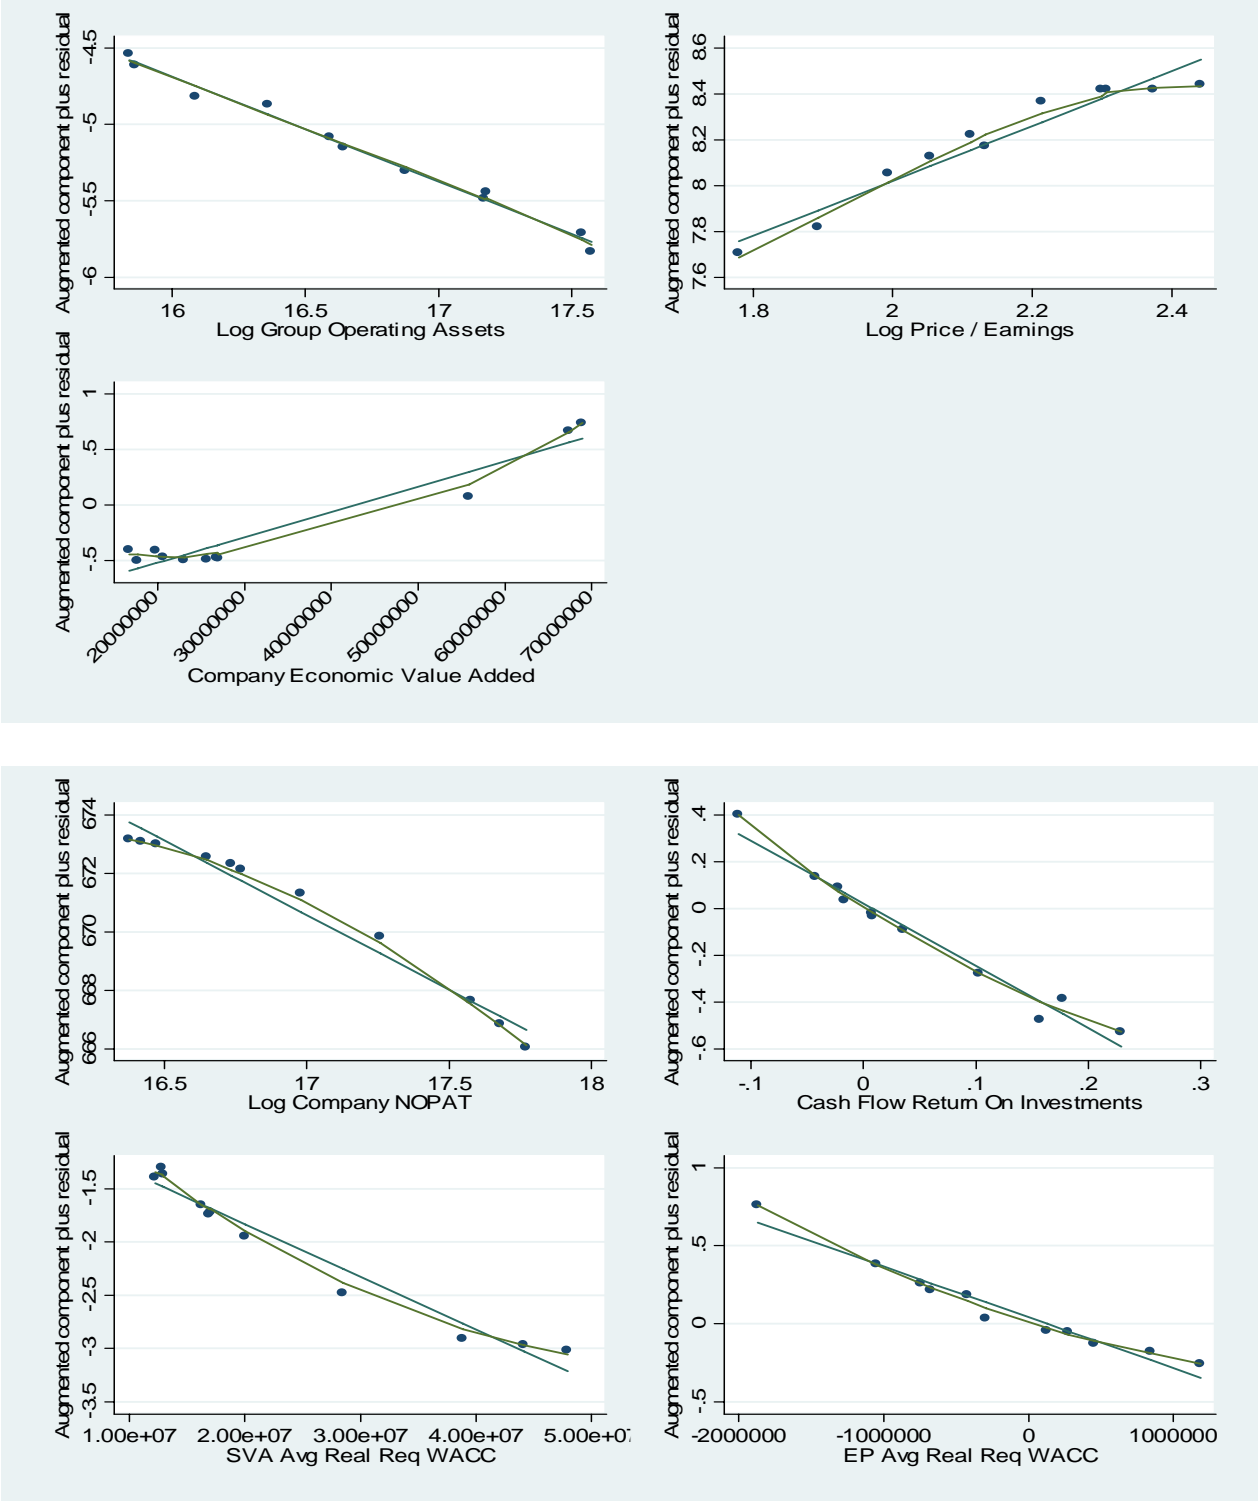 Augmented component plus residual
-4.5
-5
-5.5
-6
16 16.5 17 17.5
Log Group Operating Assets
Augmented component plus residual
8.6
8.4
8.2
8
7.8
7.6
1.8 2 2.2 2.4
Log Price / Earnings
Augmented component plus residual
1
.5
0
-.5
20000000 30000000 40000000 50000000 60000000 70000000
Company Economic Value Added
Augmented component plus residual
674
672
670
668
666
16.5 17 17.5 18
Log Company NOPAT
Augmented component plus residual
.4
.2
0
-.2
-.4
-.6
-.1 0 .1 .2 .3
Cash Flow Return On Investments
Augmented component plus residual
-1.5
-2
-2.5
-3
-3.5
1.00e+07 2.00e+07 3.00e+07 4.00e+07
SVA Avg Real Req WACC
Augmented component plus residual
1
.5
0
-.5
-2000000 -1000000 0 1000000
EP Avg Real Req WACC